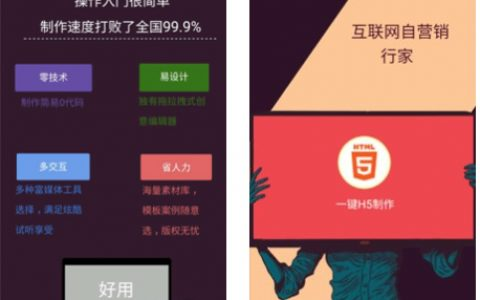 操作入门很简单
制作速度打败了全国99.9%
零技术
制作简易0代码
易设计
独有拖拉拽式创
意编辑器
多交互
多种富媒体工具
选择，满足炫酷
试听享受
省人力
海量素材库，
模板案例随意
选，版权无忧
好用
互联网自营销
行家
HTML
5
一键H5制作